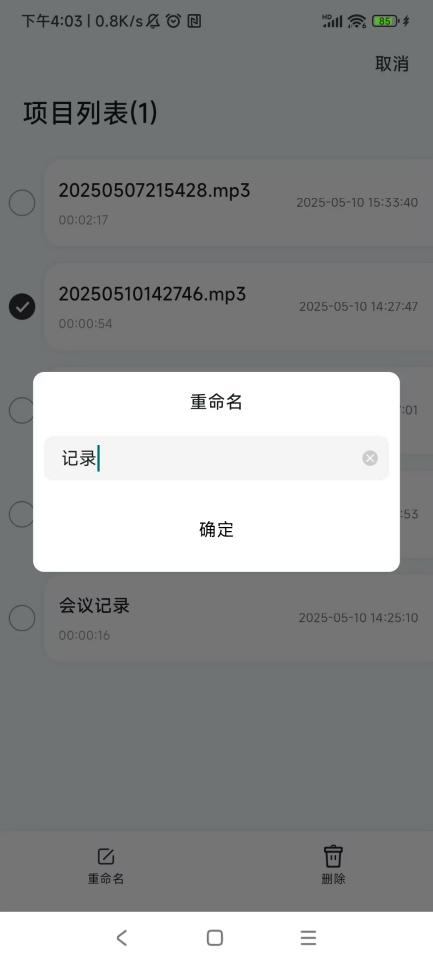 下午4:03 | 0.8K/s
HD
85
取消
项目列表(1)
20250507215428.mp3
2025-05-10 15:33:40
00:02:17
20250510142746.mp3
2025-05-10 14:27:47
00:00:54
:01
重命名
记录
确定
:53
会议记录
2025-05-10 14:25:10
00:00:16
重命名
删除